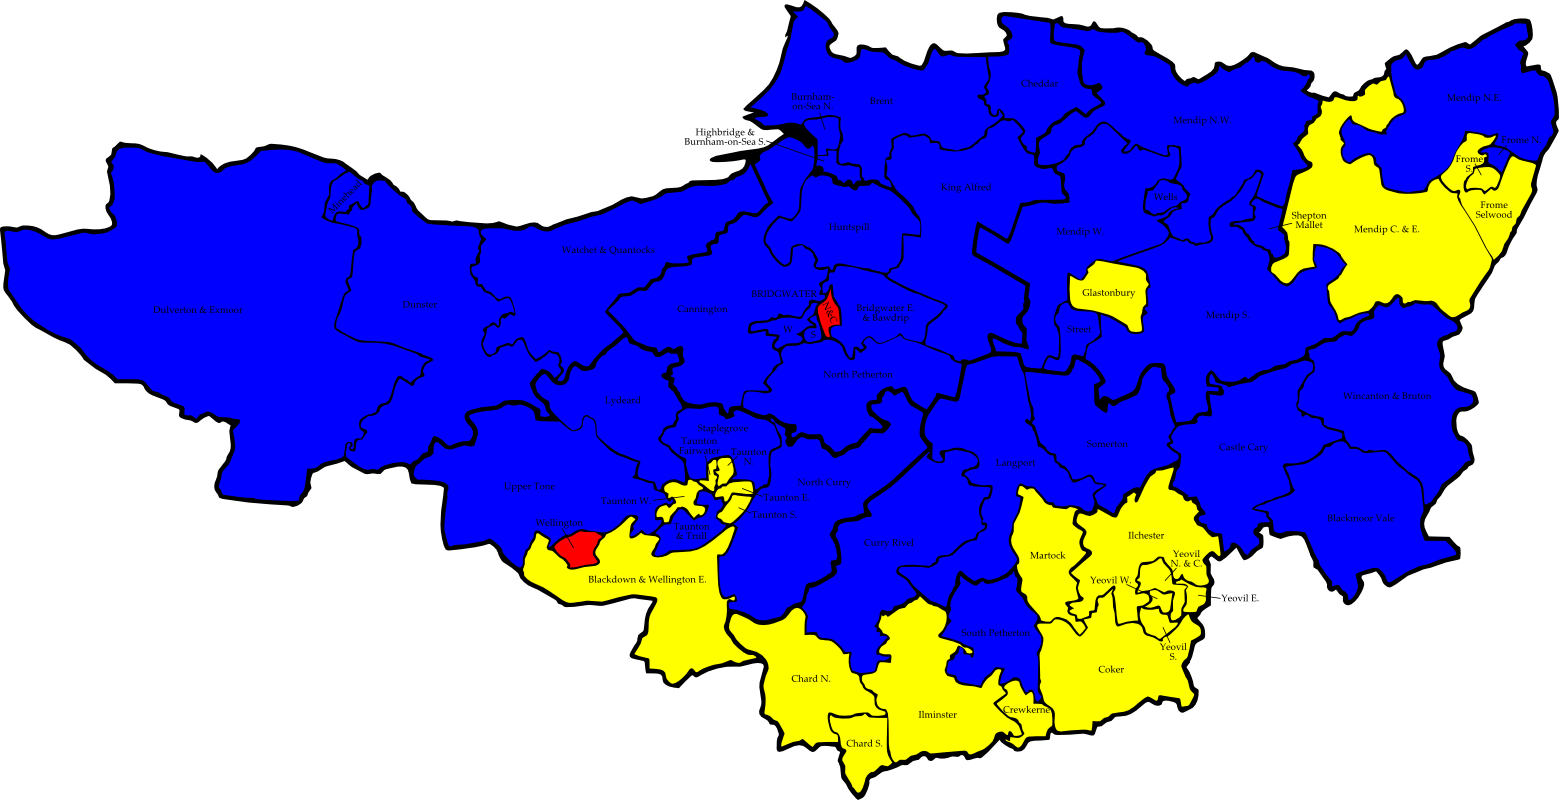 Cheddar
Burnham-
on-Sea N.
Brent
Mendip N.E.
Mendip N.W.
Highbridge &
Burnham-on-Sea S.
Frome N.
Frome
S.
Minehead
King Alfred
Wells
Frome
Selwood
Shepton
Mallet
Huntspill
Mendip W.
Mendip C. & E.
Watchet & Quantocks
BRIDGWATER
Glastonbury
Dulverton & Exmoor
Dunster
Cannington
N.&C.
Bridgwater E.
& Bawdrip
Mendip S.
W.
S.
Street
North Petherton
Lydeard
Wincanton & Bruton
Staplegrove
Somerton
Castle Cary
Taunton
Fairwater
Taunton
N.
Langport
Upper Tone
North Curry
Taunton W.
Taunton E.
Taunton S.
Blackmoor Vale
Wellington
Taunton
& Trull
Curry Rivel
Ilchester
Martock
Yeovil
N. & C.
Blackdown & Wellington E.
Yeovil W.
Yeovil E.
South Petherton
Yeovil
S.
Coker
Chard N.
Crewkerne
Ilminster
Chard S.